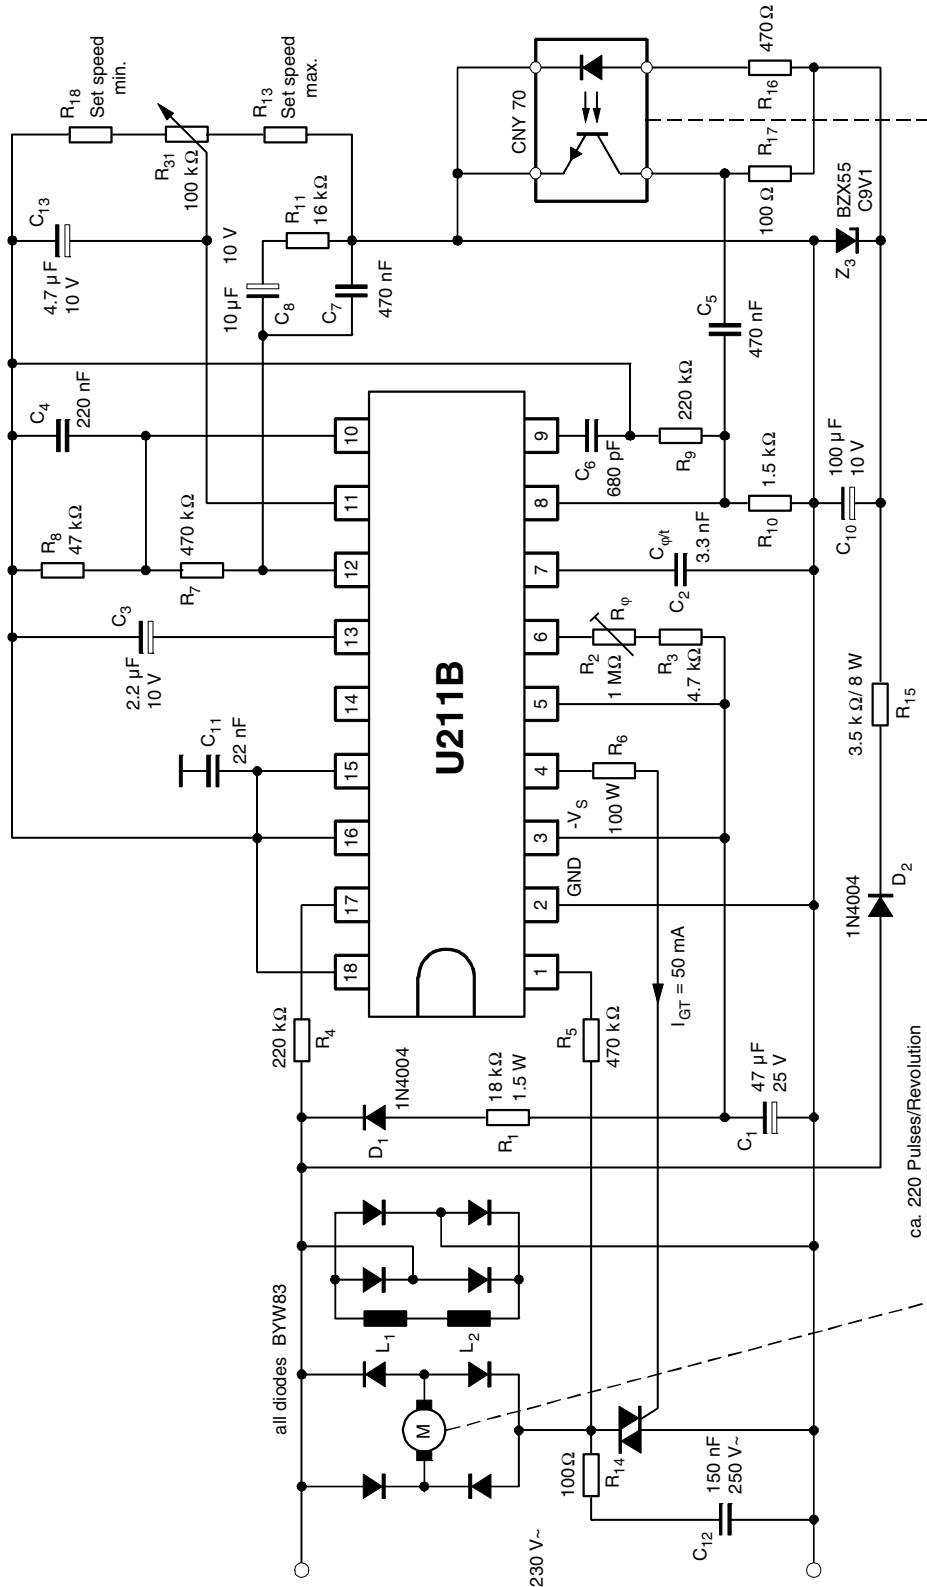 R18
Set speed
min.
R31
100 kΩ
R13
Set speed
max.
C13
4.7 µF
10 V
R11
16 kΩ
10 µF
10 V
C8
C7
470 nF
CNY 70
R16
470 Ω
R17
100 Ω
C4
220 nF
R8
47 kΩ
R7
470 kΩ
C3
2.2 µF
10 V
C11
22 nF
10
11
12
13
14
15
16
17
18
U211B
9
8
7
6
5
4
3
2
1
C6
680 pF
R9
220 kΩ
C5
470 nF
R10
1.5 kΩ
C10
100 µF
10 V
Z3
BZX55
C9V1
C2
Cφ/t
3.3 nF
R2
Rφ
1 MΩ
R3
4.7 kΩ
R6
100 W
-VS
GND
3.5 k Ω/ 8 W
R15
1N4004
D2
220 kΩ
R4
IGT = 50 mA
R5
470 kΩ
D1
1N4004
18 kΩ
1.5 W
R1
C1
47 µF
25 V
ca. 220 Pulses/Revolution
all diodes BYW83
L1
L2
M
100Ω
R14
150 nF
250 V~
C12
230 V~